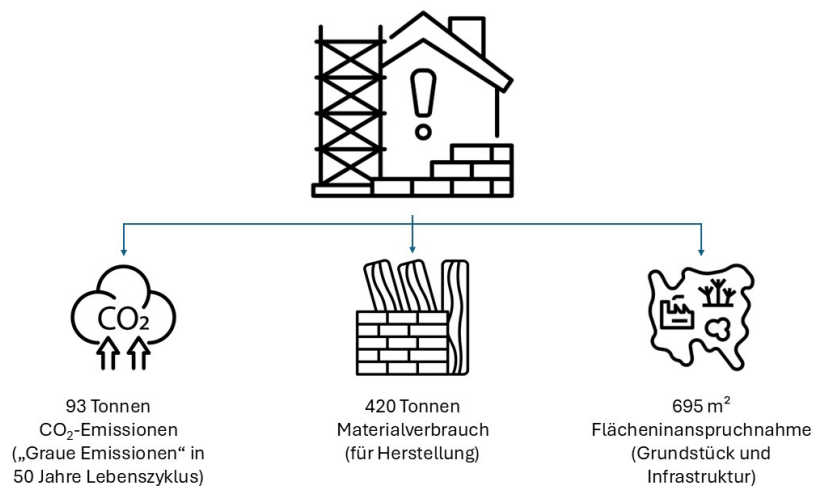 CO₂
93 Tonnen
CO₂-Emissionen
(„Graue Emissionen“ in
50 Jahre Lebenszyklus)
420 Tonnen
Materialverbrauch
(für Herstellung)
695 m²
Flächeninanspruchnahme
(Grundstück und
Infrastruktur)